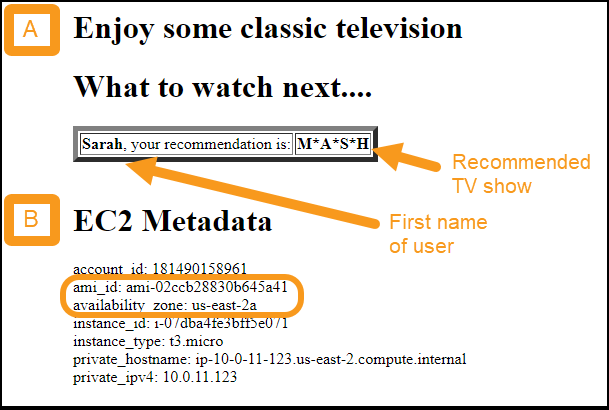 A
Enjoy some classic television
What to watch next....
Sarah, your recommendation is: M*A*S*H
Recommended
TV show
First name
of user
B
EC2 Metadata
account_id: 181490158961
ami_id: ami-02ccb28830b645a41
availability_zone: us-east-2a
instance_id: i-07dba4fe3bff5e071
instance_type: t3.micro
private_hostname: ip-10-0-11-123.us-east-2.compute.internal
private_ipv4: 10.0.11.123